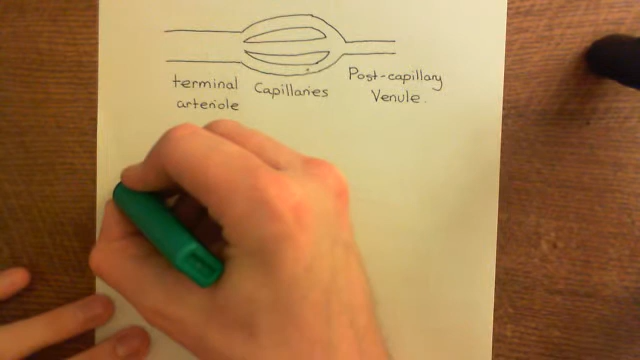 terminal
arteriole
Capillaries
Post-capillary
Venule.